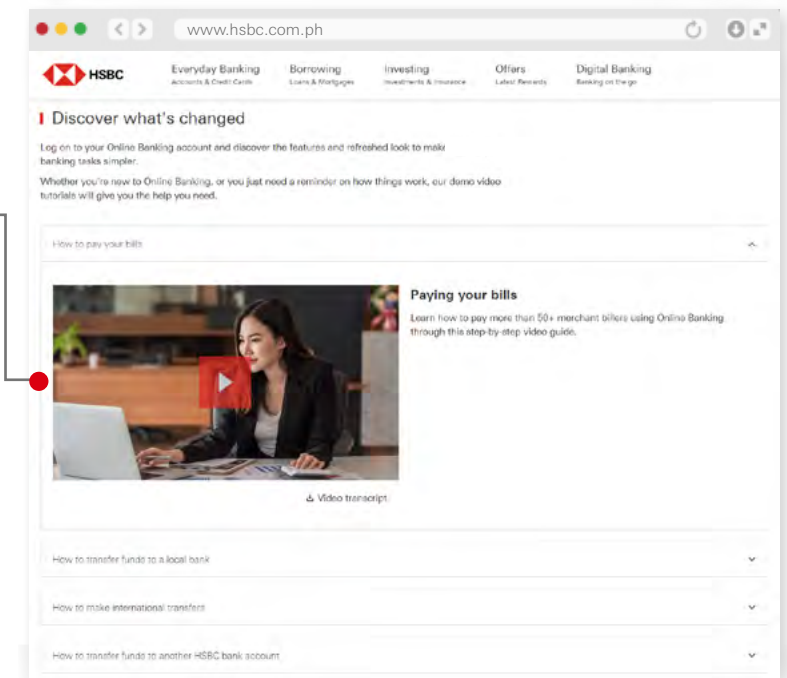 www.hsbc.com.ph
HSBC
Everyday Banking
Borrowing
Investing
Offers
Digital Banking
Accounts & Credit Cards
Loans & Mortgages
Investments & Insurance
Latest Rewards
Banking on the go
Discover what's changed
Log on to your Online Banking account and discover the features and refreshed look to make
banking tasks simpler.
Whether you're new to Online Banking, or you just need a reminder on how things work, our demo video
tutorials will give you the help you need.
How to pay your bills
Paying your bills
Learn how to pay more than 50+ merchant billers using Online Banking
through this step-by-step video guide.
Video transcript
How to transfer funds to a local bank
How to make international transfers
How to transfer funds to another HSBC bank account